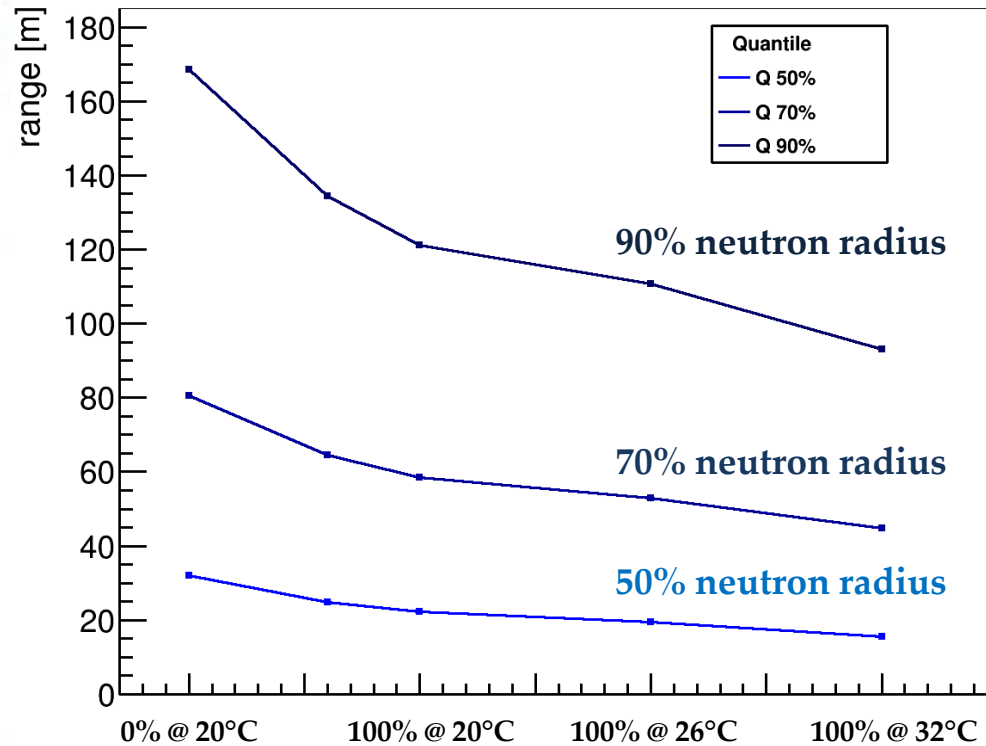 range [m]
180
160
140
120
100
80
60
40
20
0
Quantile
Q 50%
Q 70%
Q 90%
90% neutron radius
70% neutron radius
50% neutron radius
0% @ 20°C 100% @ 20°C 100% @ 26°C 100% @ 32°C